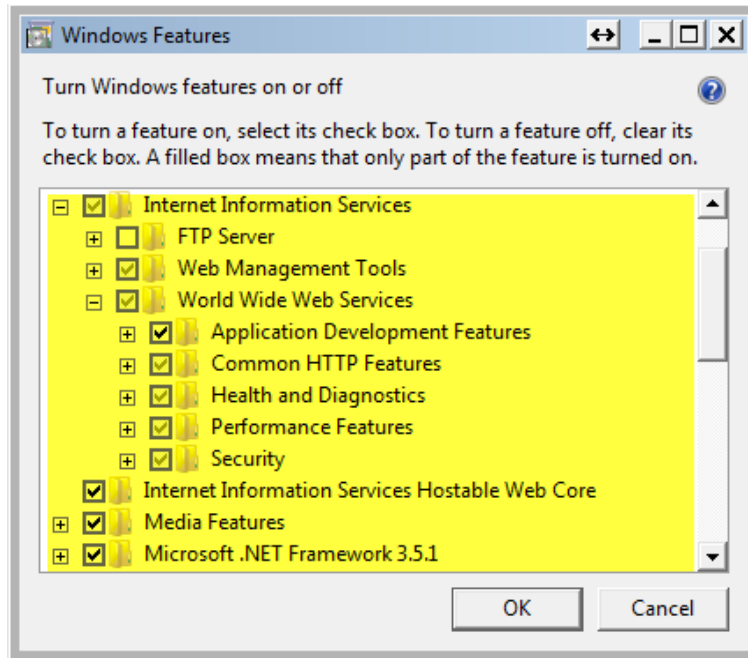 Windows Features
Turn Windows features on or off
To turn a feature on, select its check box. To turn a feature off, clear its
check box. A filled box means that only part of the feature is turned on.
Internet Information Services
FTP Server
Web Management Tools
World Wide Web Services
Application Development Features
Common HTTP Features
Health and Diagnostics
Performance Features
Security
Internet Information Services Hostable Web Core
Media Features
Microsoft .NET Framework 3.5.1
OK Cancel